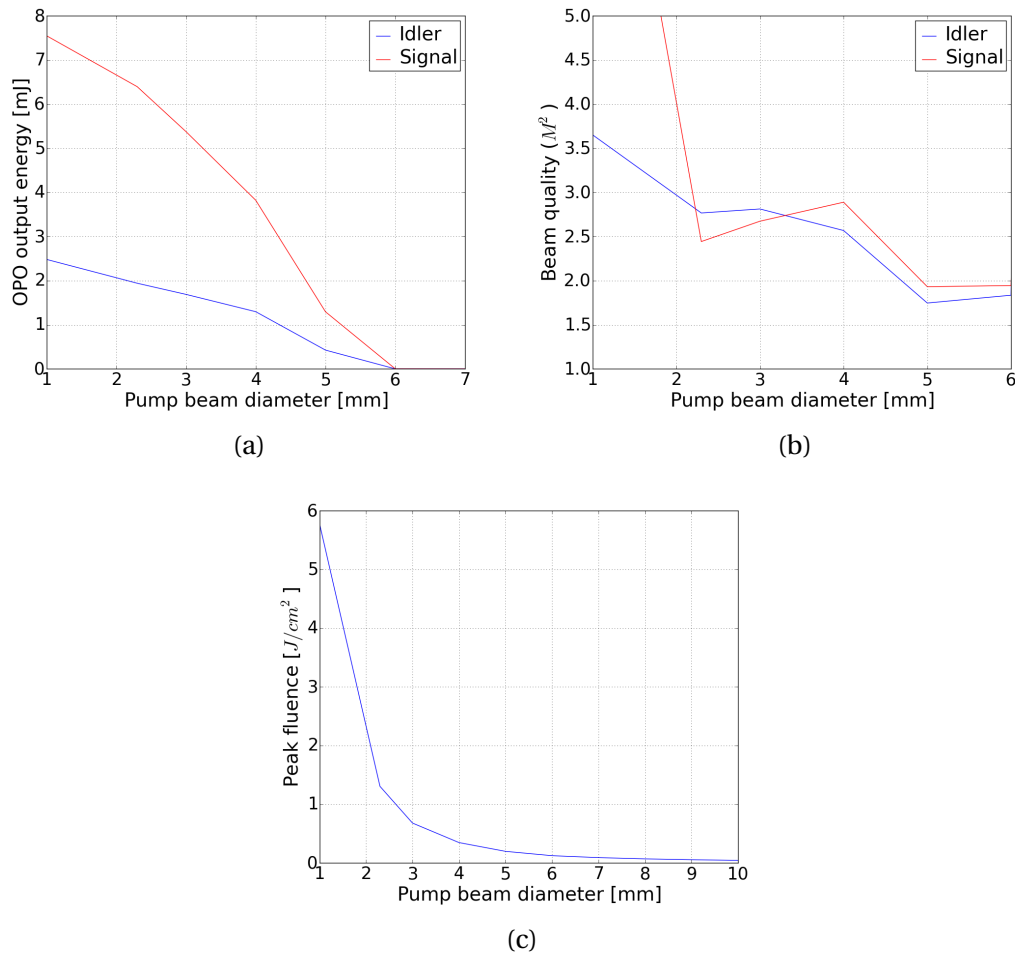 8
7
6
5
4
3
2
1
0
OPO output energy [mJ]
Idler
Signal
1 2 3 4 5 6 7
Pump beam diameter [mm]
(a)
5.0
4.5
4.0
3.5
3.0
2.5
2.0
1.5
1.0
Beam quality (M²)
Idler
Signal
1 2 3 4 5 6
Pump beam diameter [mm]
(b)
6
5
4
3
2
1
0
Peak fluence [J/cm²]
1 2 3 4 5 6 7 8 9 10
Pump beam diameter [mm]
(c)